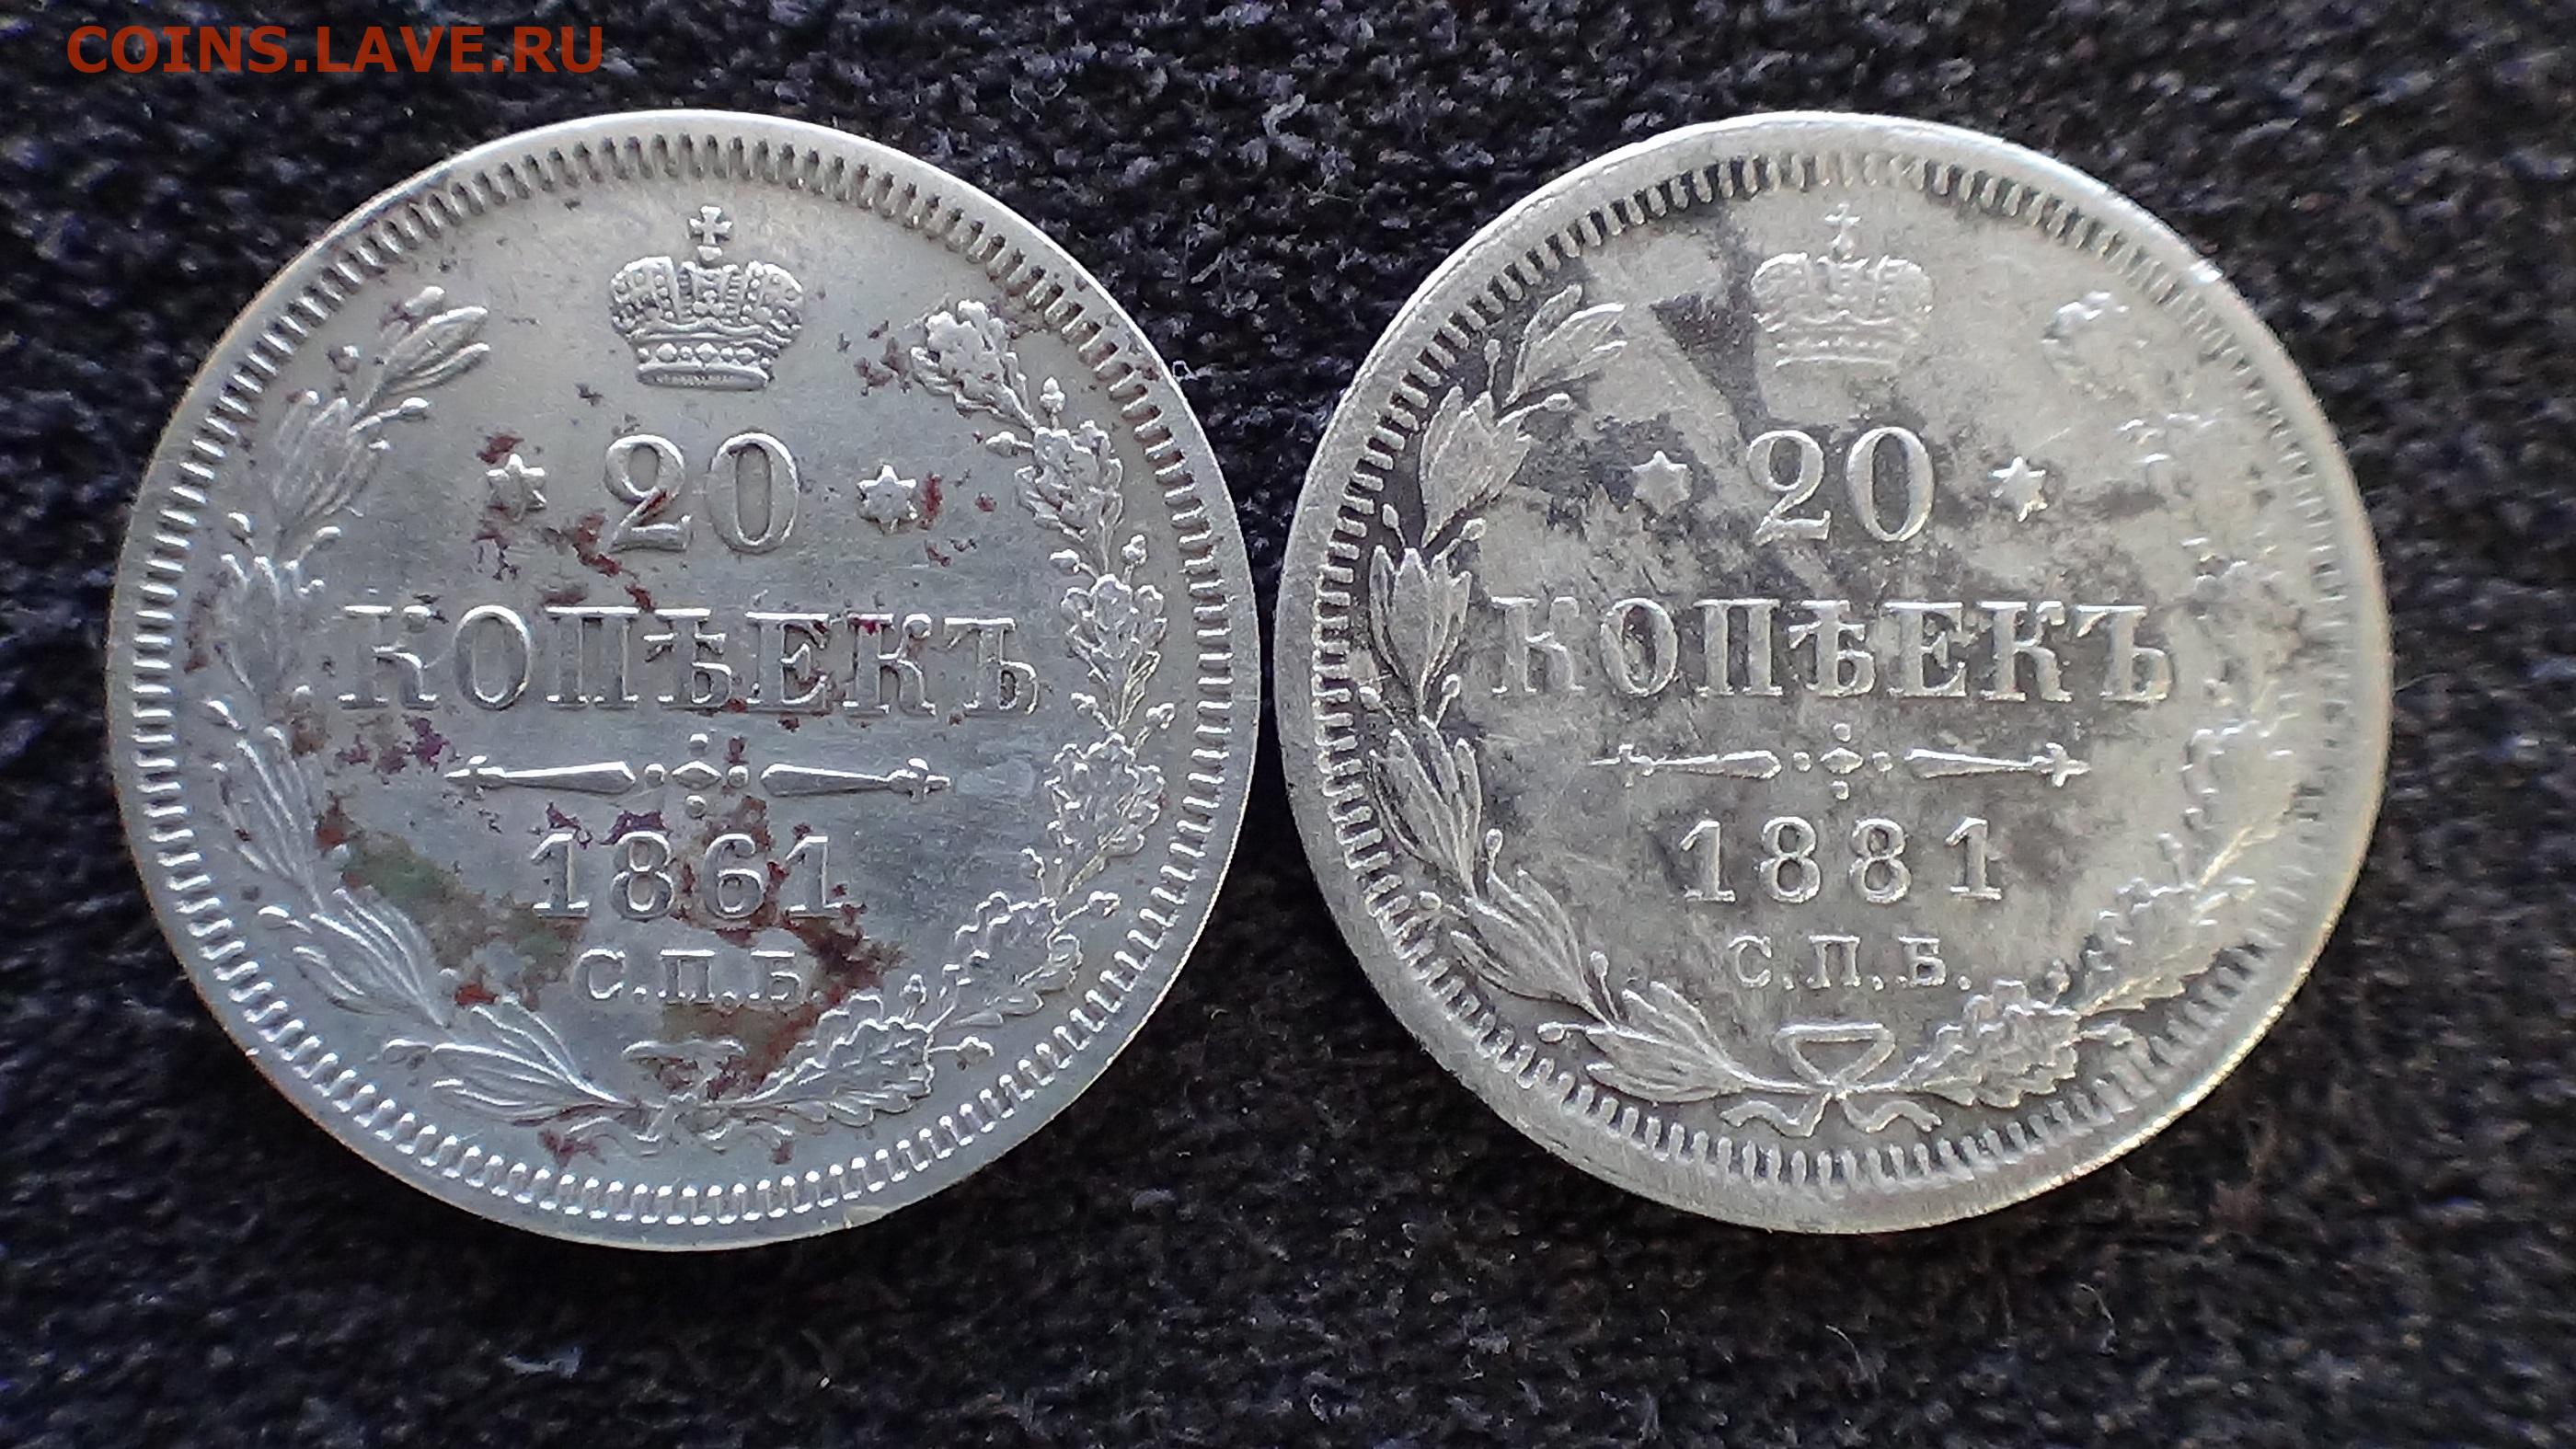 COINS.LAVE.RU
20
КОПѢЕКЪ
1861
С.П.Б
20
КОПѢЕКЪ
1881
С.П.Б.